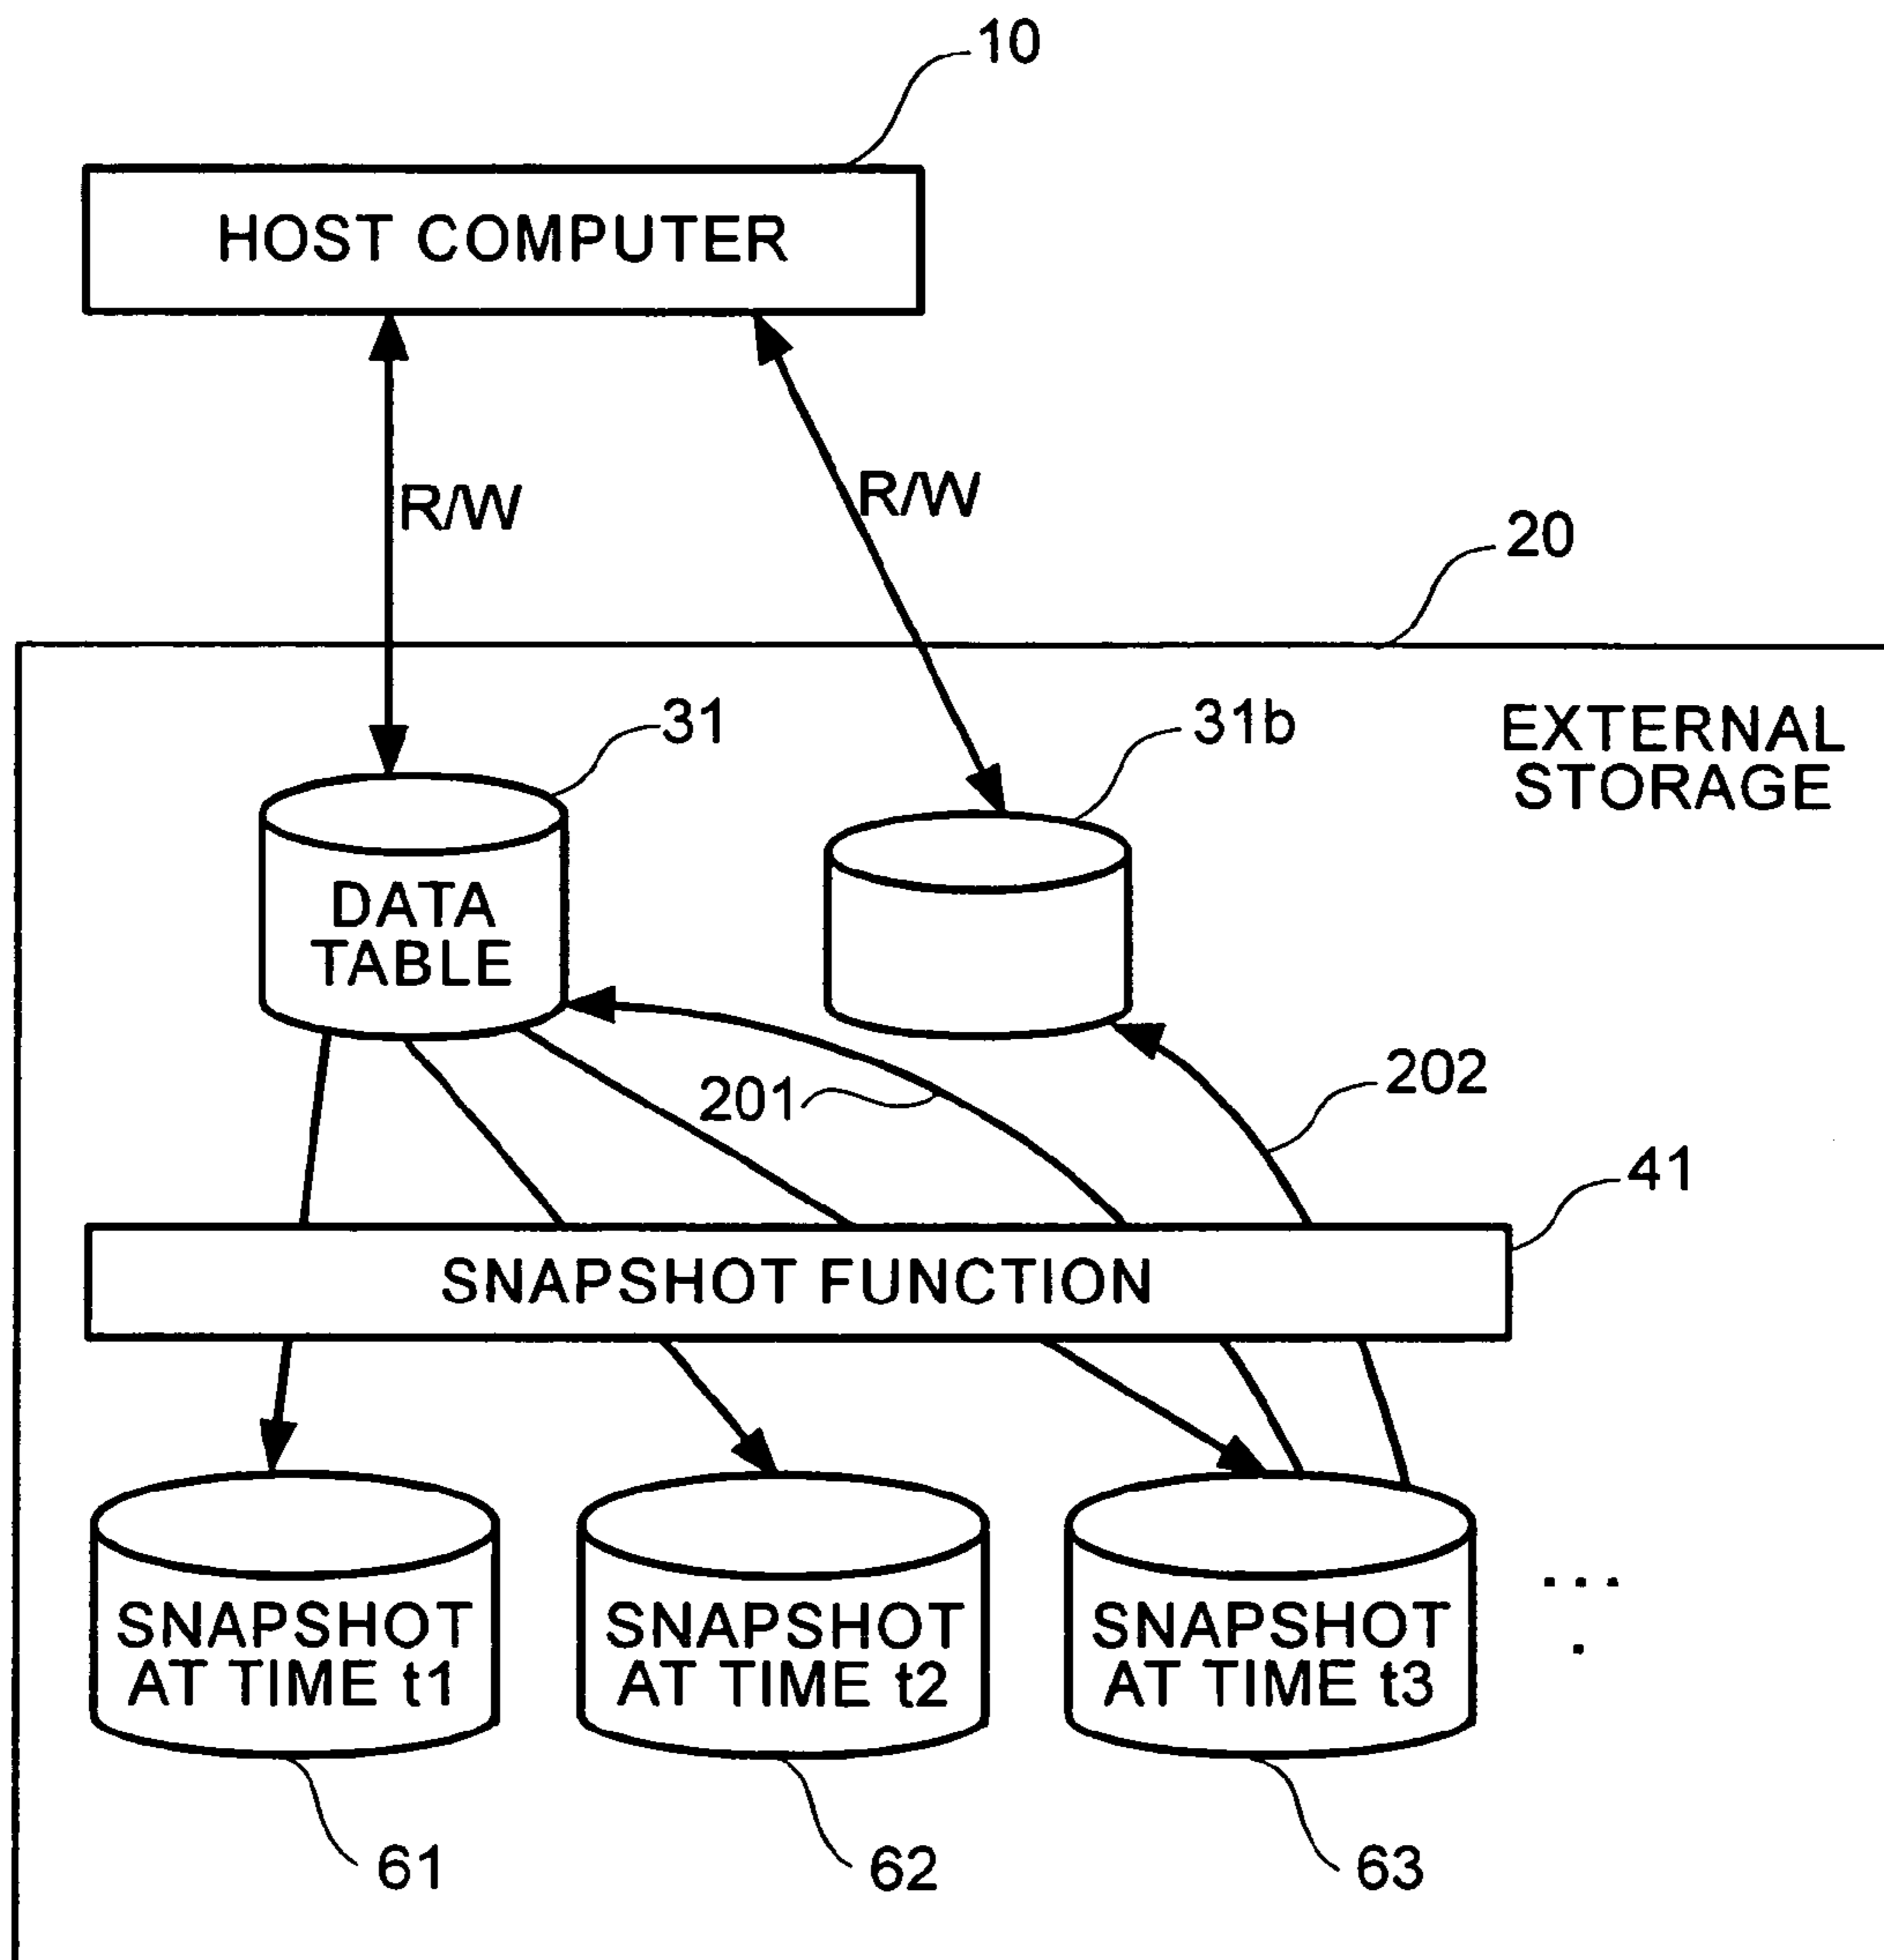 10
HOST COMPUTER
R/W
R/W
20
EXTERNAL
STORAGE
31
31b
DATA
TABLE
201
202
41
SNAPSHOT FUNCTION
SNAPSHOT
AT TIME t1
SNAPSHOT
AT TIME t2
SNAPSHOT
AT TIME t3
. . .
.
61
62
63